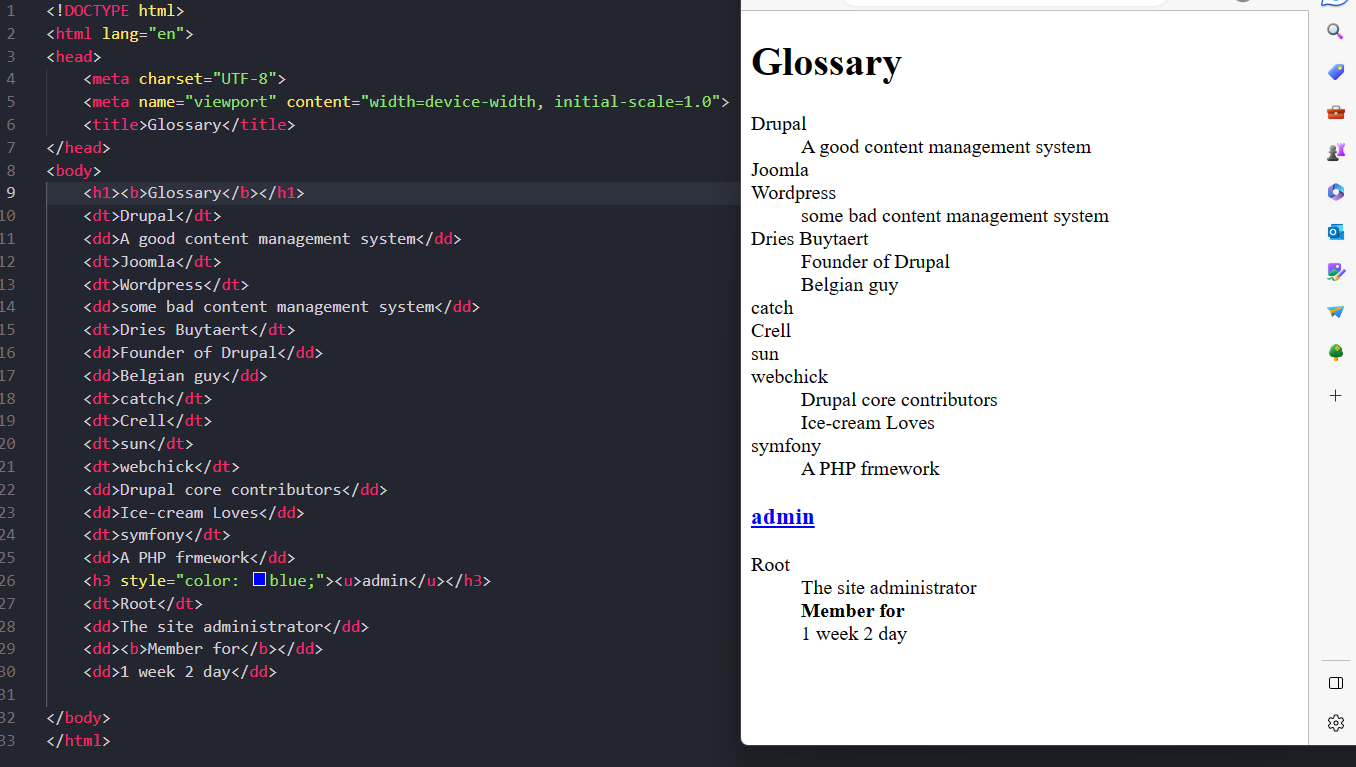 1 <!DOCTYPE html>
2 <html lang="en">
3 <head>
4 <meta charset="UTF-8">
5 <meta name="viewport" content="width=device-width, initial-scale=1.0">
6 <title>Glossary</title>
7 </head>
8 <body>
9 <h1><b>Glossary</b></h1>
10 <dt>Drupal</dt>
11 <dd>A good content management system</dd>
12 <dt>Joomla</dt>
13 <dt>Wordpress</dt>
14 <dd>some bad content management system</dd>
15 <dt>Dries Buytaert</dt>
16 <dd>Founder of Drupal</dd>
17 <dd>Belgian guy</dd>
18 <dt>catch</dt>
19 <dt>Crell</dt>
20 <dt>sun</dt>
21 <dt>webchick</dt>
22 <dd>Drupal core contributors</dd>
23 <dd>Ice-cream Loves</dd>
24 <dt>symfony</dt>
25 <dd>A PHP frmework</dd>
26 <h3 style="color: blue;"><u>admin</u></h3>
27 <dt>Root</dt>
28 <dd>The site administrator</dd>
29 <dd><b>Member for</b></dd>
30 <dd>1 week 2 day</dd>
31
32 </body>
33 </html>
Glossary
Drupal
A good content management system
Joomla
Wordpress
some bad content management system
Dries Buytaert
Founder of Drupal
Belgian guy
catch
Crell
sun
webchick
Drupal core contributors
Ice-cream Loves
symfony
A PHP frmework
admin
Root
The site administrator
Member for
1 week 2 day